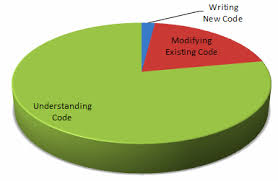 Writing
New Code
Modifying
Existing Code
Understanding
Code